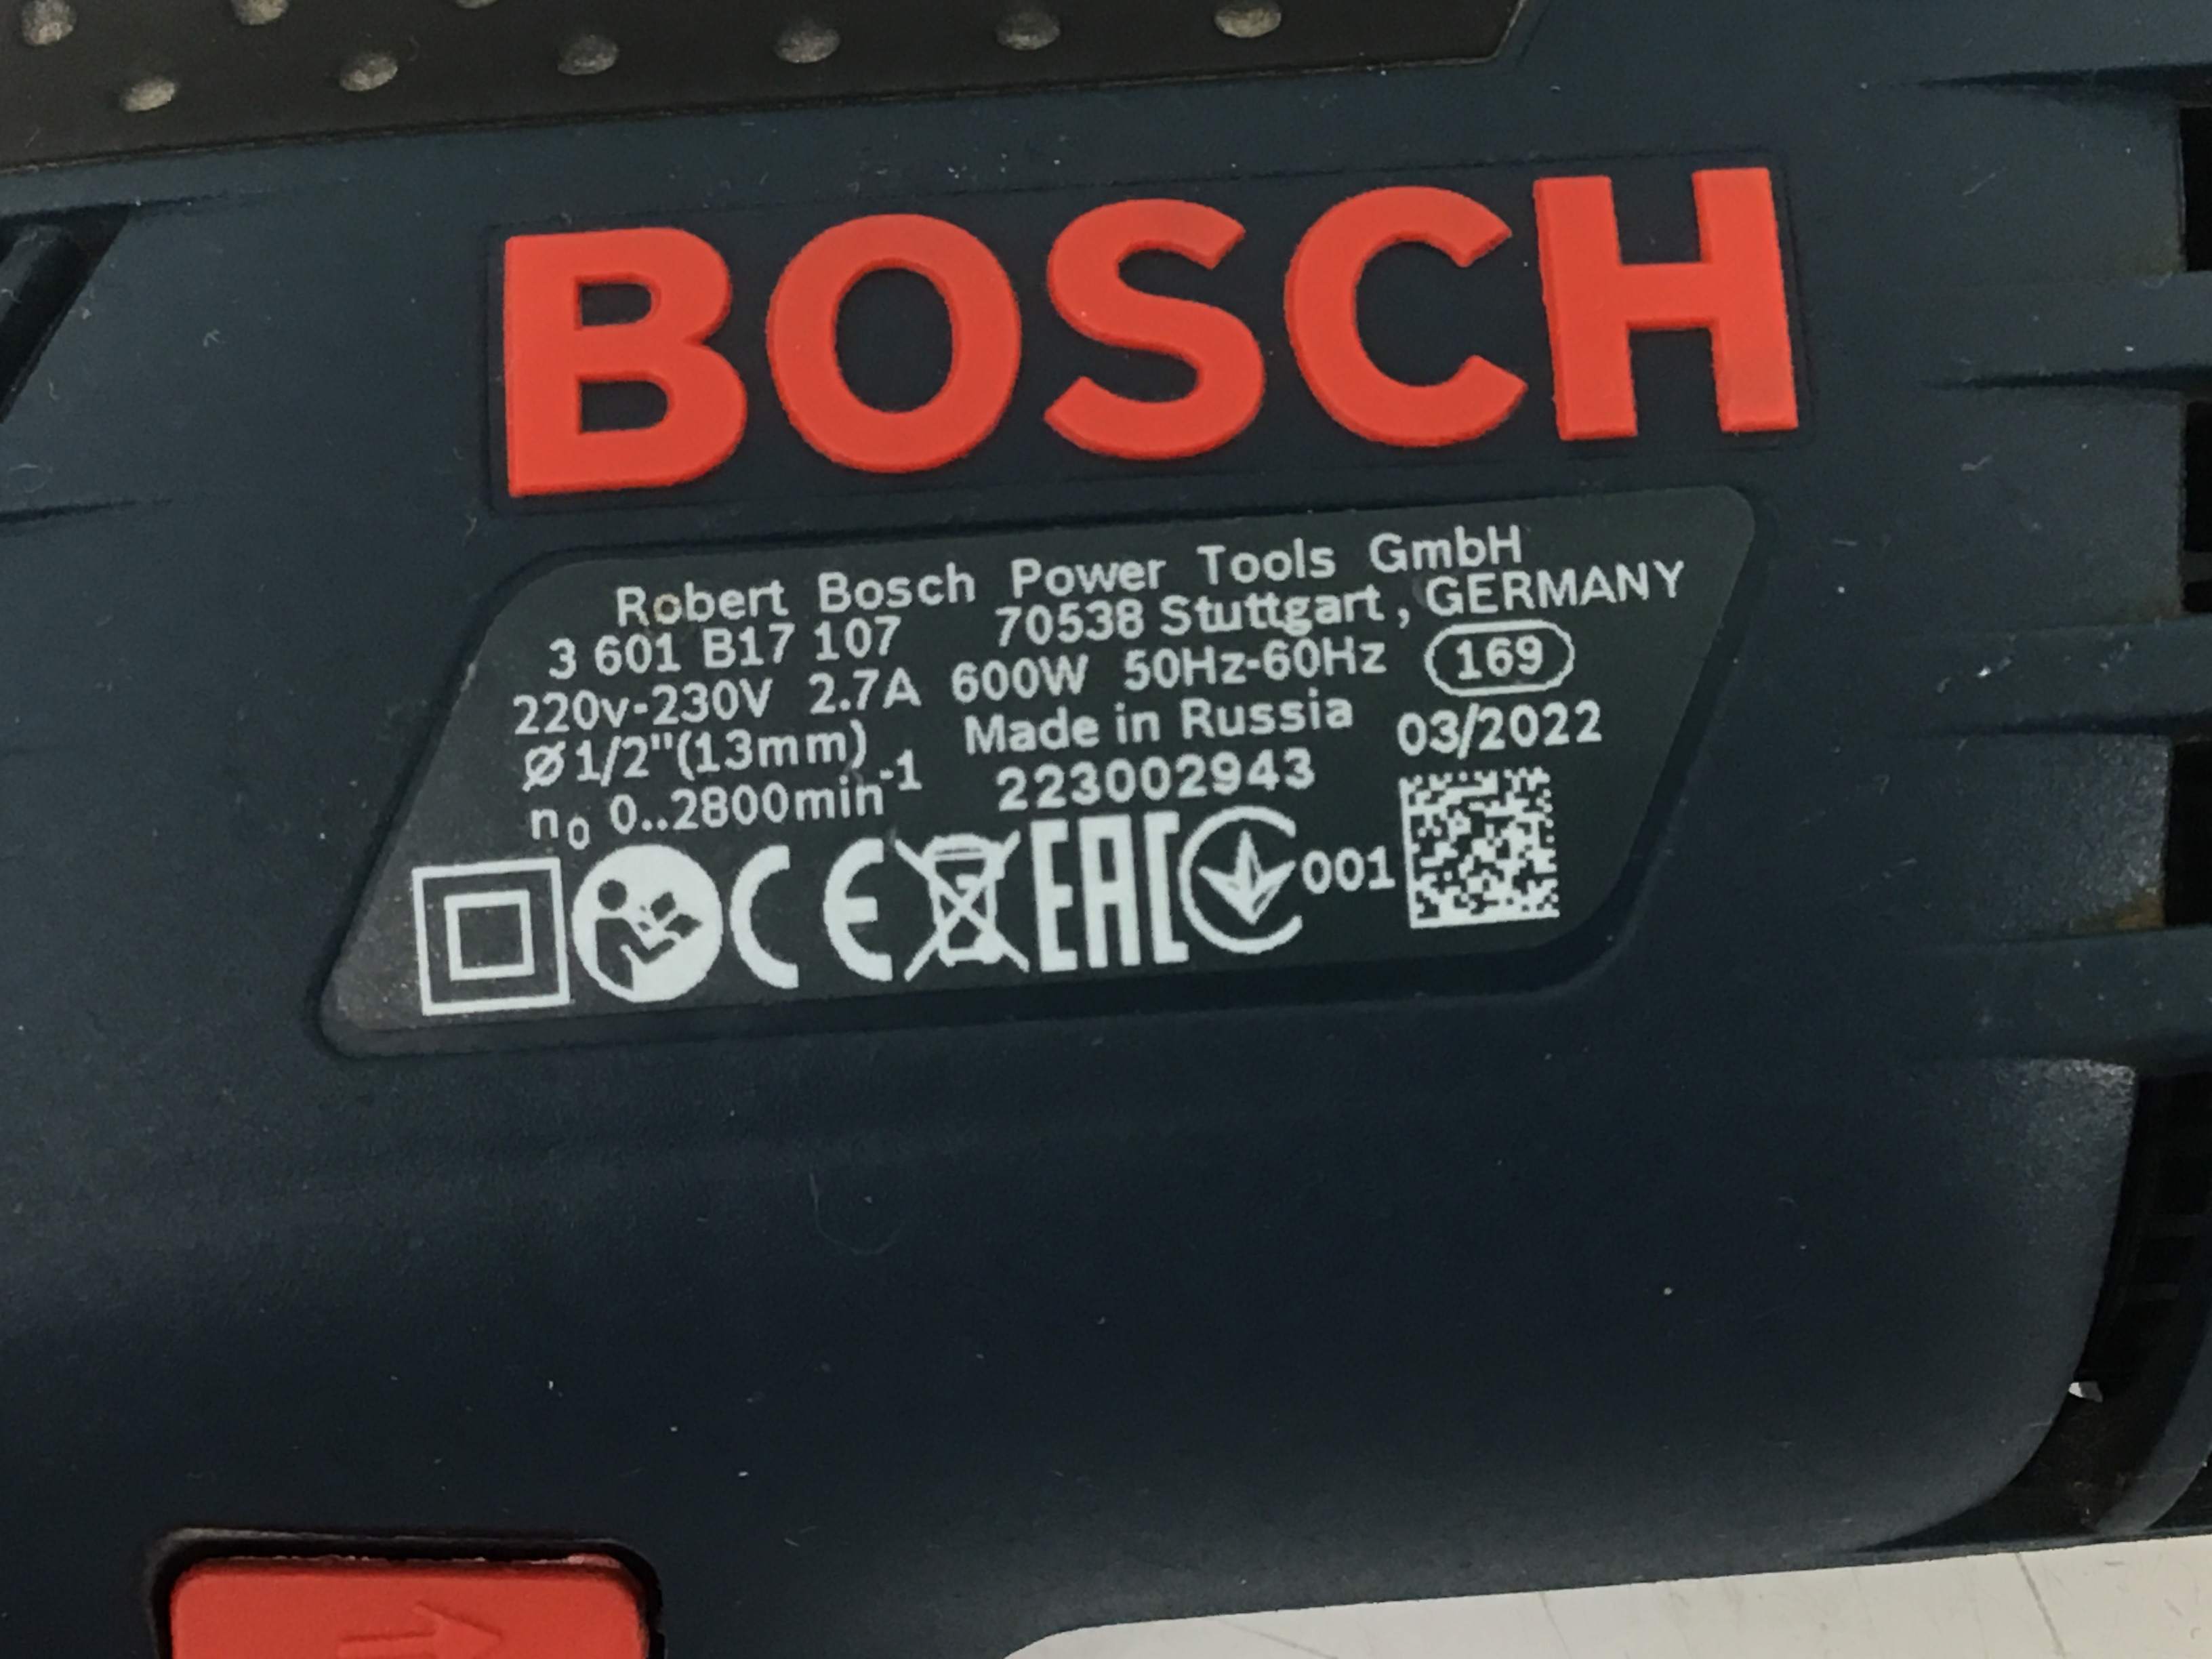 BOSCH
Robert Bosch Power Tools GmbH
3 601 B17 107 70538 Stuttgart, GERMANY
220v-230V 2.7A 600W 50Hz-60Hz 169
Ø1/2"(13mm) Made in Russia 03/2022
n₀ 0..2800min⁻¹ 223002943
CE EAC 001